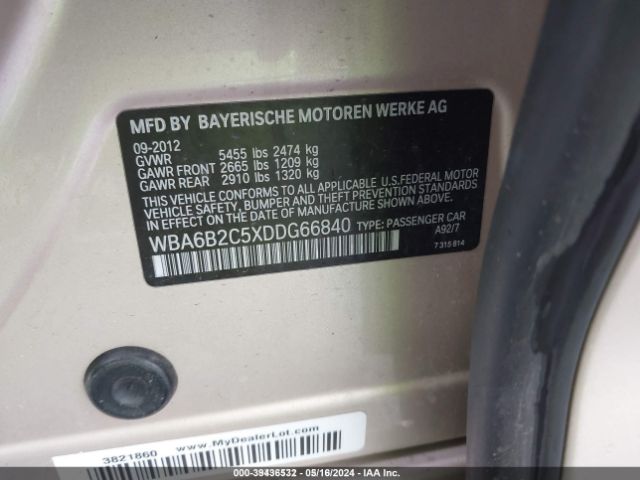 MFD BY BAYERISCHE MOTOREN WERKE AG
09-2012
GVWR 5455 lbs 2474 kg
GAWR FRONT 2665 lbs 1209 kg
GAWR REAR 2910 lbs 1320 kg
THIS VEHICLE CONFORMS TO ALL APPLICABLE U.S.FEDERAL MOTOR
VEHICLE SAFETY, BUMPER AND THEFT PREVENTION STANDARDS
IN EFFECT ON THE DATE OF MANUFACTURE SHOWN ABOVE.
WBA6B2C5XDDG66840 TYPE: PASSENGER CAR
A92/7
7 315 814
www.MyDealerLot.com
3821860
000-39436532 - 05/16/2024 - IAA Inc.